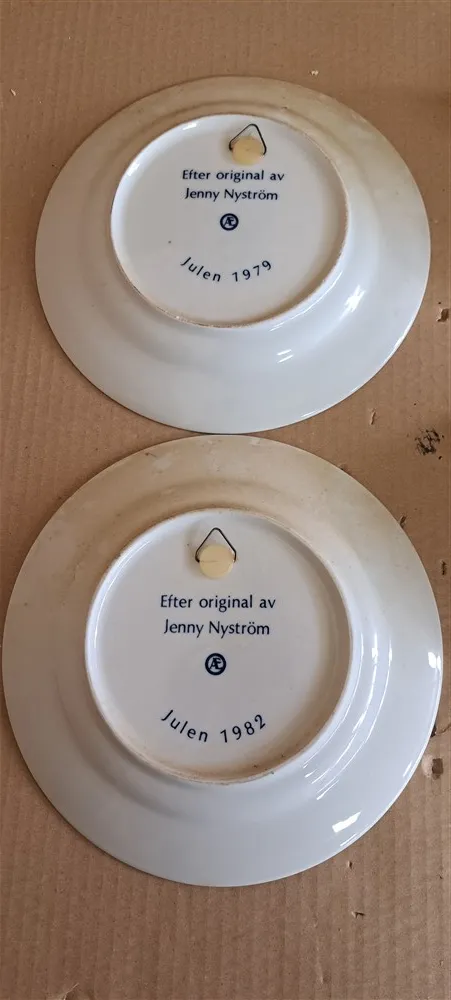 Efter original av
Jenny Nyström
Æ
Julen 1979
Efter original av
Jenny Nyström
Æ
Julen 1982